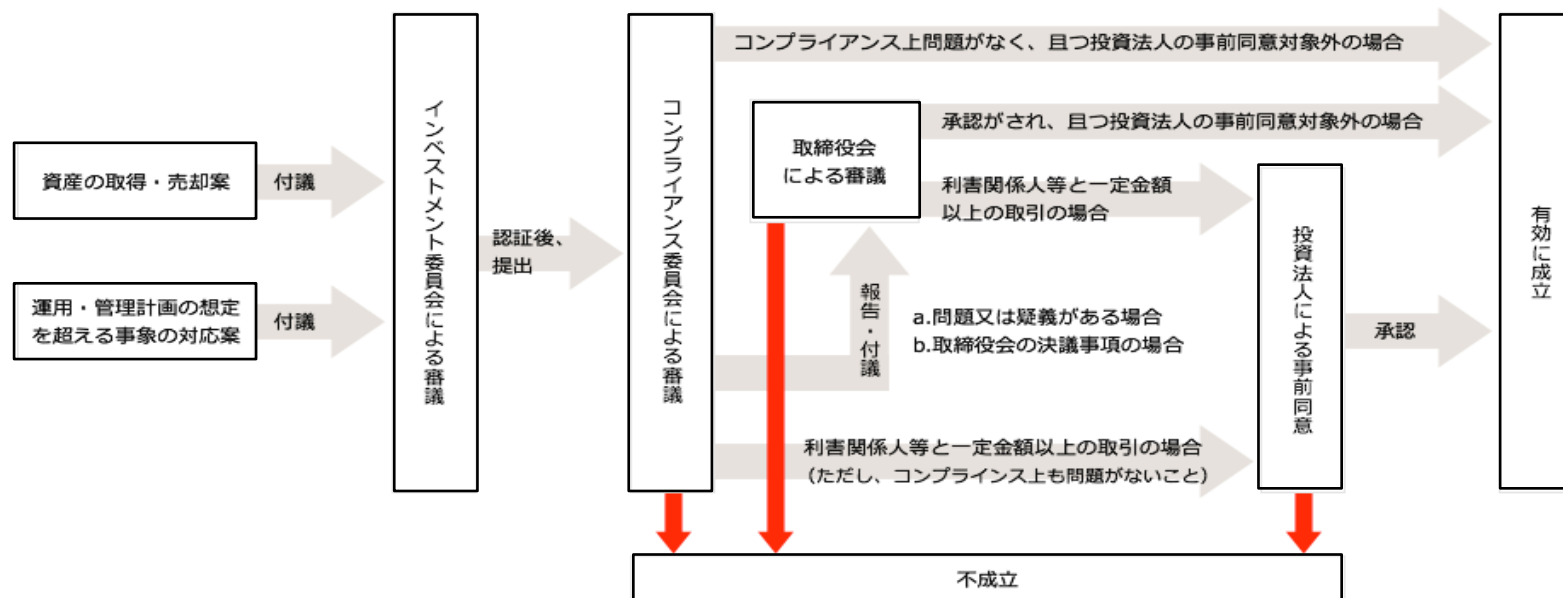 資産の取得・売却案
付議
運用・管理計画の想定
を超える事象の対応案
付議
インベストメント委員会による審議
認証後、
提出
コンプライアンス委員会による審議
コンプライアンス上問題がなく、且つ投資法人の事前同意対象外の場合
取締役会
による審議
承認がされ、且つ投資法人の事前同意対象外の場合
利害関係人等と一定金額
以上の取引の場合
報告・付議
a.問題又は疑義がある場合
b.取締役会の決議事項の場合
利害関係人等と一定金額以上の取引の場合
（ただし、コンプラインス上も問題がないこと）
投資法人による事前同意
承認
有効に成立
不成立